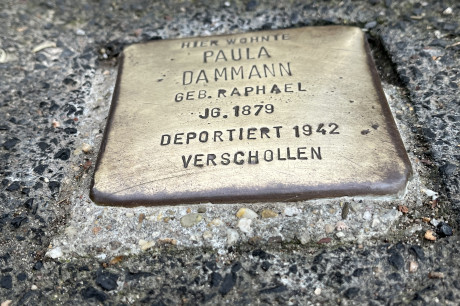 HIER WOHNTE
PAULA
DAMMANN
GEB. RAPHAEL
JG. 1879
DEPORTIERT 1942
VERSCHOLLEN